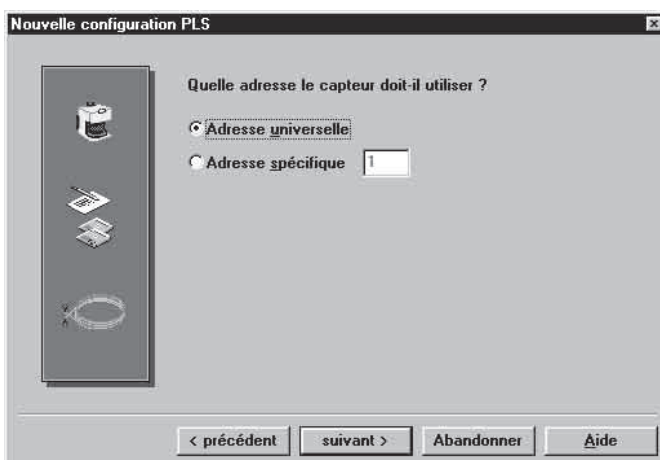 Nouvelle configuration PLS
Quelle adresse le capteur doit-il utiliser ?
Adresse universelle
Adresse spécifique 1
< précédent suivant > Abandonner Aide